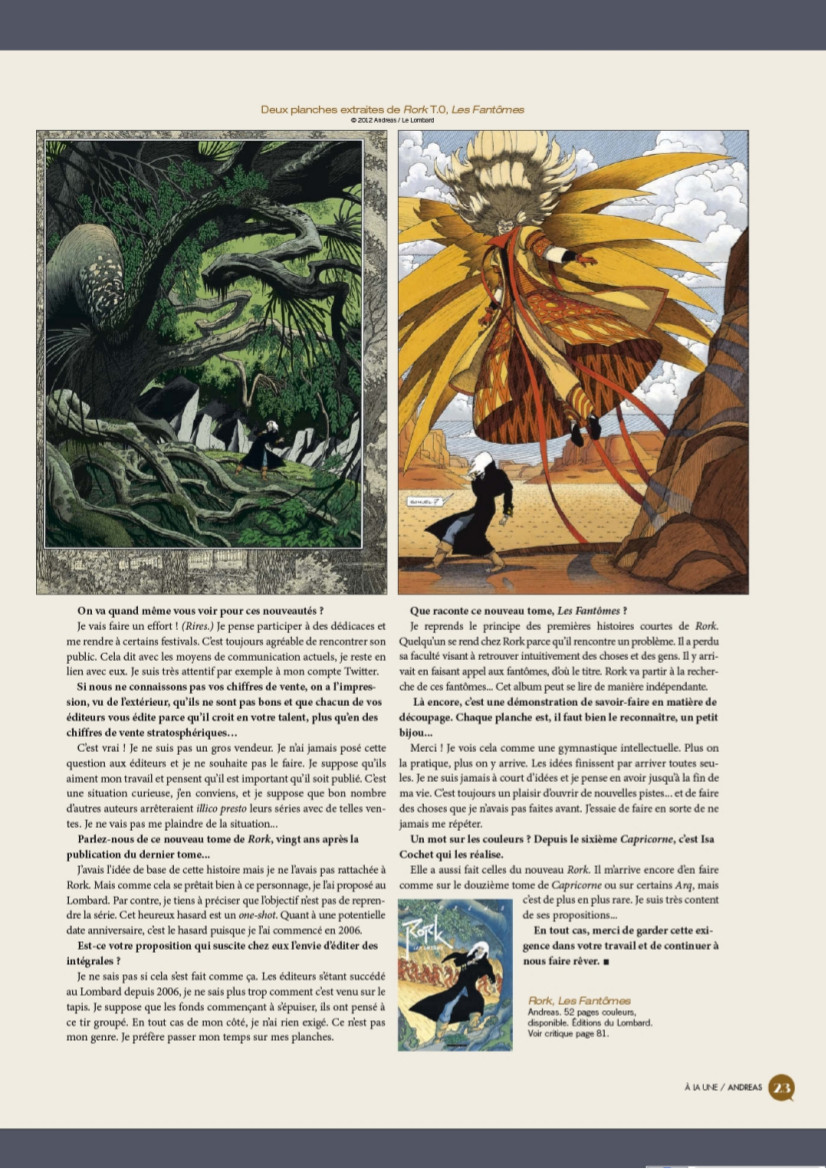 Deux planches extraites de Rork T.0, Les Fantômes
© 2012 Andreas / Le Lombard
On va quand même vous voir pour ces nouveautés ?
Je vais faire un effort ! (Rires.) Je pense participer à des dédicaces et
me rendre à certains festivals. C'est toujours agréable de rencontrer son
public. Cela dit avec les moyens de communication actuels, je reste en
lien avec eux. Je suis très attentif par exemple à mon compte Twitter.
Si nous ne connaissons pas vos chiffres de vente, on a l'impres-
sion, vu de l'extérieur, qu'ils ne sont pas bons et que chacun de vos
éditeurs vous édite parce qu'il croit en votre talent, plus qu'en des
chiffres de vente stratosphériques...
C'est vrai ! Je ne suis pas un gros vendeur. Je n'ai jamais posé cette
question aux éditeurs et je ne souhaite pas le faire. Je suppose qu'ils
aiment mon travail et pensent qu'il est important qu'il soit publié. C'est
une situation curieuse, j'en conviens, et je suppose que bon nombre
d'autres auteurs arrêteraient illico presto leurs séries avec de telles ven-
tes. Je ne vais pas me plaindre de la situation...
Parlez-nous de ce nouveau tome de Rork, vingt ans après la
publication du dernier tome...
J'avais l'idée de base de cette histoire mais je ne l'avais pas rattachée à
Rork. Mais comme cela se prêtait bien à ce personnage, je l'ai proposé au
Lombard. Par contre, je tiens à préciser que l'objectif n'est pas de repren-
dre la série. Cet heureux hasard est un one-shot. Quant à une potentielle
date anniversaire, c'est le hasard puisque je l'ai commencé en 2006.
Est-ce votre proposition qui suscite chez eux l'envie d'éditer des
intégrales ?
Je ne sais pas si cela s'est fait comme ça. Les éditeurs s'étant succédé
au Lombard depuis 2006, je ne sais plus trop comment c'est venu sur le
tapis. Je suppose que les fonds commençant à s'épuiser, ils ont pensé à
ce tir groupé. En tout cas de mon côté, je n'ai rien exigé. Ce n'est pas
mon genre. Je préfère passer mon temps sur mes planches.
Que raconte ce nouveau tome, Les Fantômes ?
Je reprends le principe des premières histoires courtes de Rork.
Quelqu'un se rend chez Rork parce qu'il rencontre un problème. Il a perdu
sa faculté visant à retrouver intuitivement des choses et des gens. Il y arri-
vait en faisant appel aux fantômes, d'où le titre. Rork va partir à la recher-
che de ces fantômes... Cet album peut se lire de manière indépendante.
Là encore, c'est une démonstration de savoir-faire en matière de
découpage. Chaque planche est, il faut bien le reconnaître, un petit
bijou...
Merci ! Je vois cela comme une gymnastique intellectuelle. Plus on
la pratique, plus on y arrive. Les idées finissent par arriver toutes seu-
les. Je ne suis jamais à court d'idées et je pense en avoir jusqu'à la fin de
ma vie. C'est toujours un plaisir d'ouvrir de nouvelles pistes... et de faire
des choses que je n'avais pas faites avant. J'essaie de faire en sorte de ne
jamais me répéter.
Un mot sur les couleurs ? Depuis le sixième Capricorne, c'est Isa
Cochet qui les réalise.
Elle a aussi fait celles du nouveau Rork. Il m'arrive encore d'en faire
comme sur le douzième tome de Capricorne ou sur certains Arq, mais
c'est de plus en plus rare. Je suis très content
de ses propositions...
En tout cas, merci de garder cette exi-
gence dans votre travail et de continuer à
nous faire rêver. ■
Rork
Rork, Les Fantômes
Andreas. 52 pages couleurs,
disponible. Éditions du Lombard.
Voir critique page 81.
À LA UNE / ANDREAS 23